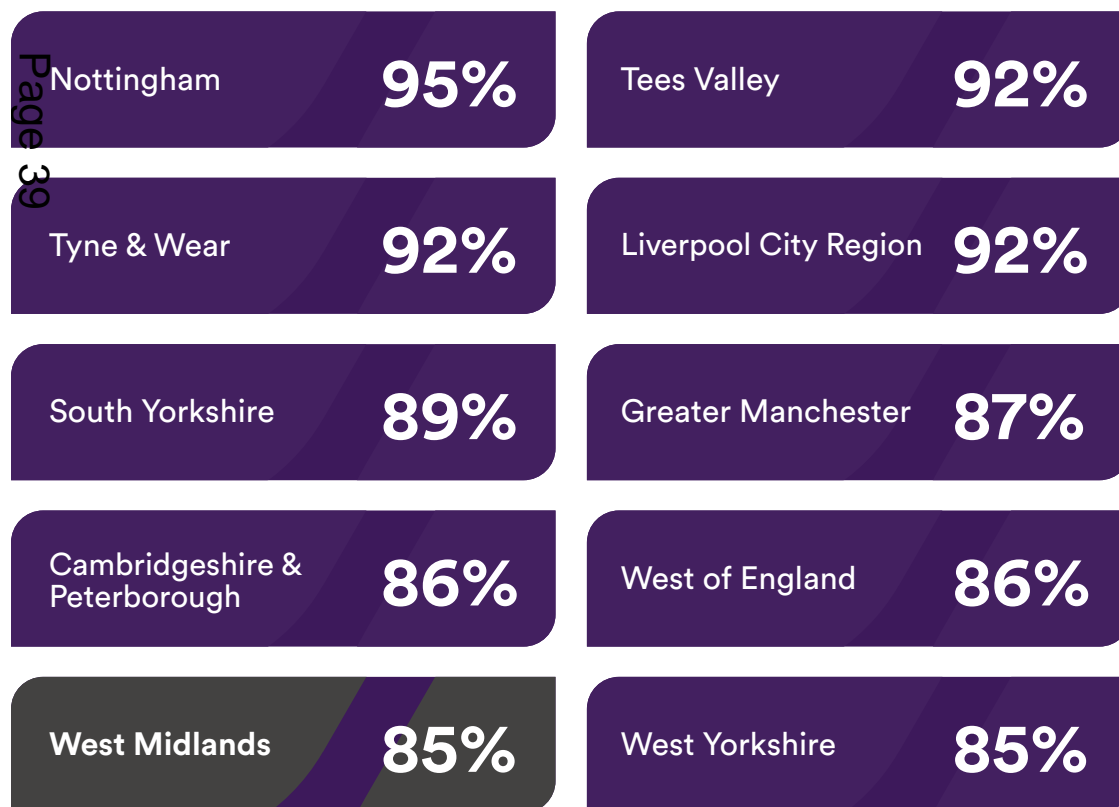 Page 39
Nottingham 95%
Tees Valley 92%
Tyne & Wear 92%
Liverpool City Region 92%
South Yorkshire 89%
Greater Manchester 87%
Cambridgeshire &
Peterborough 86%
West of England 86%
West Midlands 85%
West Yorkshire 85%